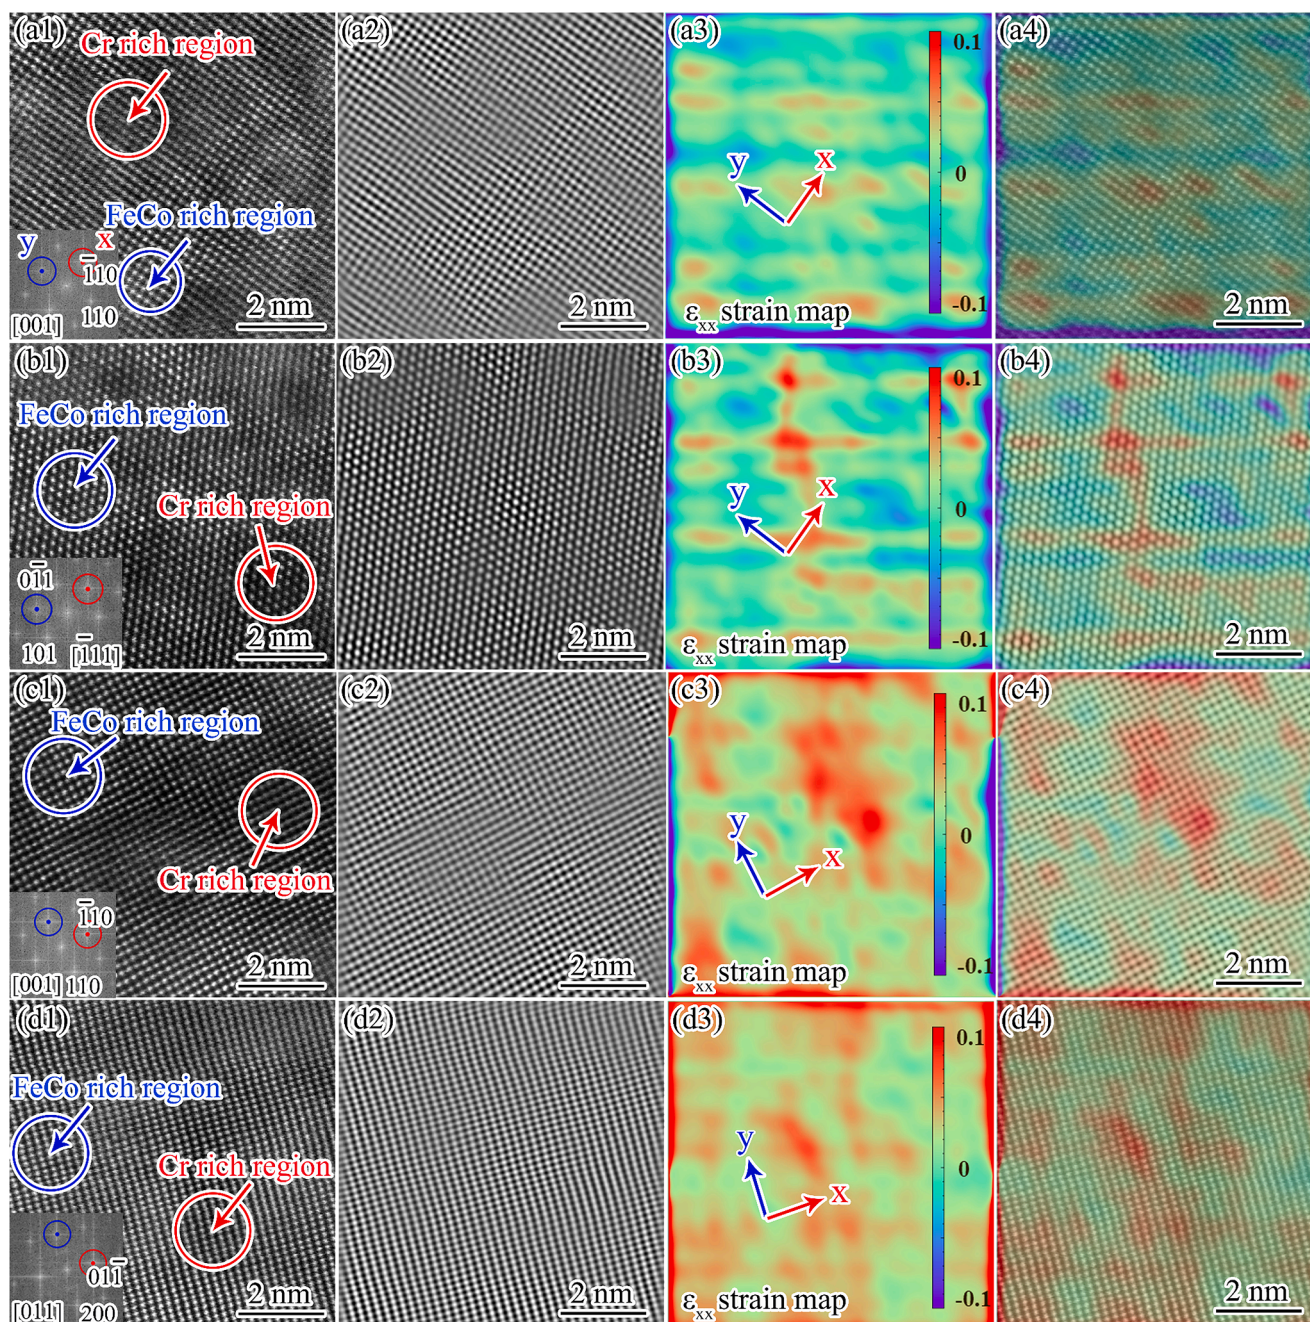 (a1)
Cr rich region
FeCo rich region
y
x
1̅10
110
[001]
2 nm
(a2)
2 nm
(a3)
0.1
0
-0.1
y
x
εxx strain map
(a4)
2 nm
(b1)
FeCo rich region
Cr rich region
01̅1
101
[1̅11]
2 nm
(b2)
2 nm
(b3)
0.1
0
-0.1
y
x
εxx strain map
(b4)
2 nm
(c1)
FeCo rich region
Cr rich region
1̅10
[001]
110
2 nm
(c2)
2 nm
(c3)
0.1
0
-0.1
y
x
εxx strain map
(c4)
2 nm
(d1)
FeCo rich region
Cr rich region
011̅
[011]
200
2 nm
(d2)
2 nm
(d3)
0.1
0
-0.1
y
x
εxx strain map
(d4)
2 nm